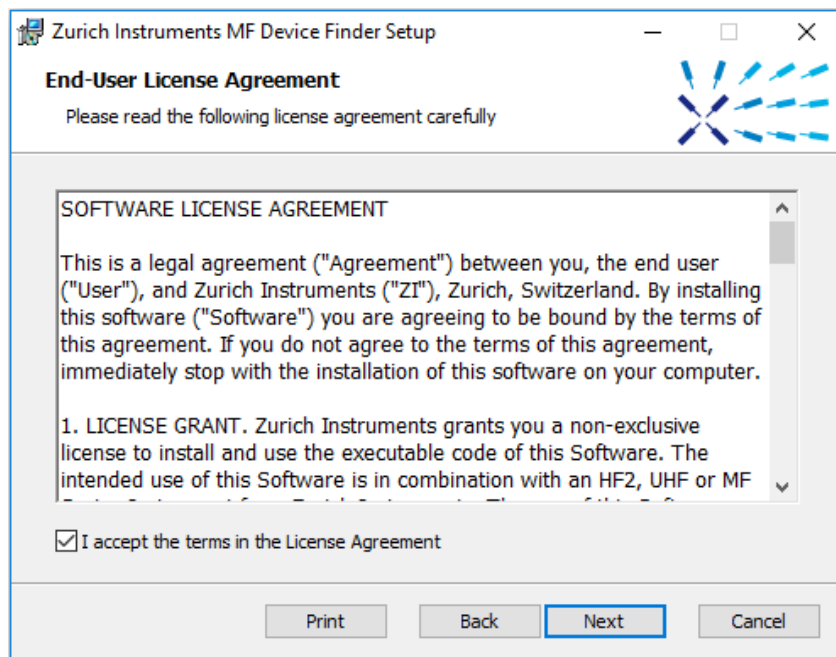 Zurich Instruments MF Device Finder Setup
End-User License Agreement
Please read the following license agreement carefully
SOFTWARE LICENSE AGREEMENT
This is a legal agreement ("Agreement") between you, the end user
("User"), and Zurich Instruments ("ZI"), Zurich, Switzerland. By installing
this software ("Software") you are agreeing to be bound by the terms of
this agreement. If you do not agree to the terms of this agreement,
immediately stop with the installation of this software on your computer.
1. LICENSE GRANT. Zurich Instruments grants you a non-exclusive
license to install and use the executable code of this Software. The
intended use of this Software is in combination with an HF2, UHF or MF
I accept the terms in the License Agreement
Print
Back
Next
Cancel